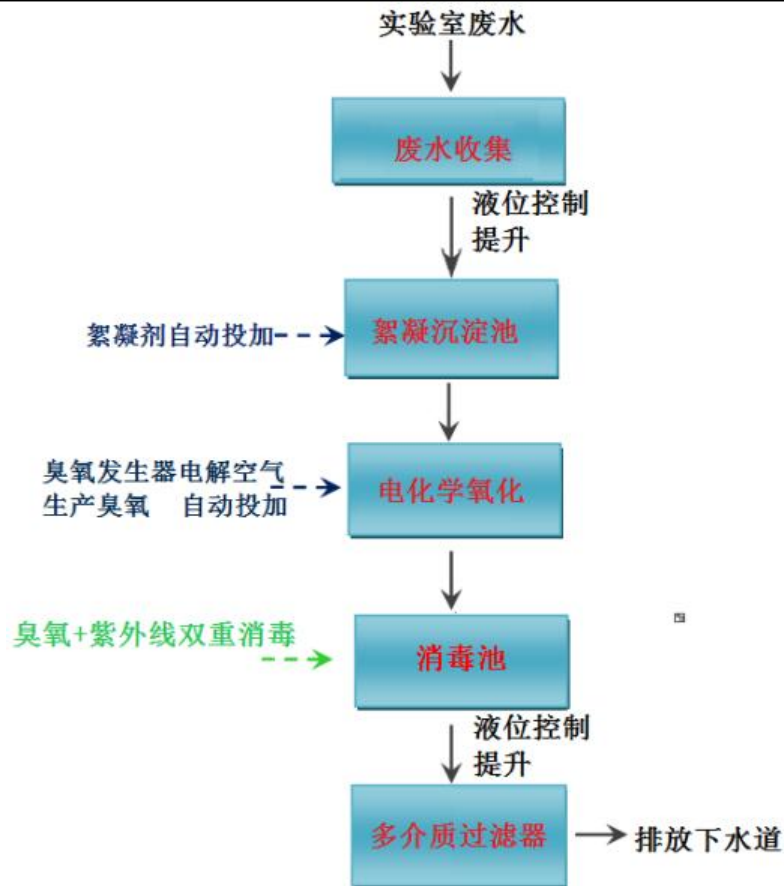 实验室废水
废水收集
液位控制
提升
絮凝剂自动投加
絮凝沉淀池
臭氧发生器电解空气
生产臭氧 自动投加
电化学氧化
臭氧+紫外线双重消毒
消毒池
液位控制
提升
多介质过滤器
排放下水道